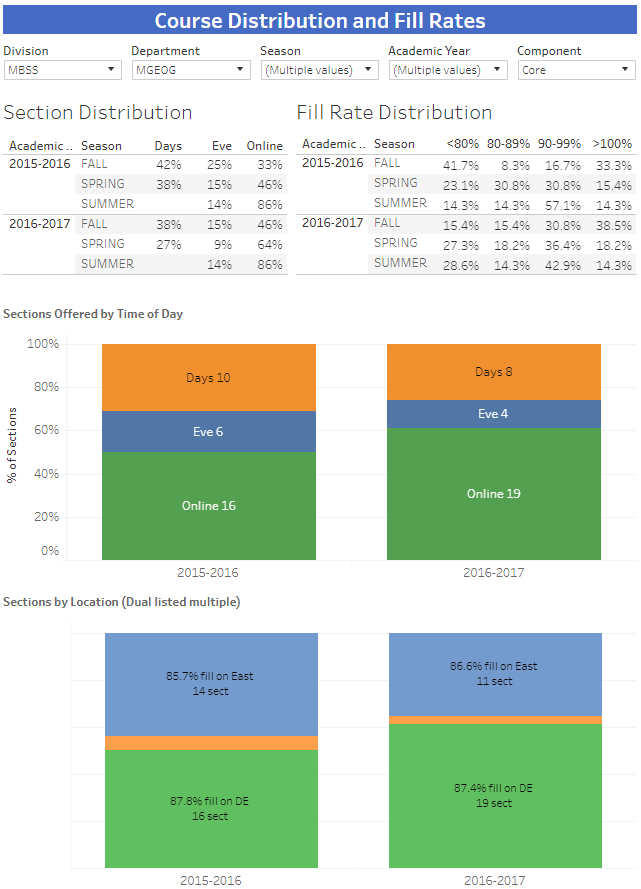 Course Distribution and Fill Rates
Division Department Season Academic Year Component
MBSS MGEOG (Multiple values) (Multiple values) Core
Section Distribution
Academic .. Season Days Eve Online
2015-2016 FALL 42% 25% 33%
SPRING 38% 15% 46%
SUMMER 14% 86%
2016-2017 FALL 38% 15% 46%
SPRING 27% 9% 64%
SUMMER 14% 86%
Fill Rate Distribution
Academic .. Season <80% 80-89% 90-99% >100%
2015-2016 FALL 41.7% 8.3% 16.7% 33.3%
SPRING 23.1% 30.8% 30.8% 15.4%
SUMMER 14.3% 14.3% 57.1% 14.3%
2016-2017 FALL 15.4% 15.4% 30.8% 38.5%
SPRING 27.3% 18.2% 36.4% 18.2%
SUMMER 28.6% 14.3% 42.9% 14.3%
Sections Offered by Time of Day
% of Sections
100%
80%
60%
40%
20%
0%
Days 10
Eve 6
Online 16
Days 8
Eve 4
Online 19
2015-2016 2016-2017
Sections by Location (Dual listed multiple)
85.7% fill on East
14 sect
87.8% fill on DE
16 sect
86.6% fill on East
11 sect
87.4% fill on DE
19 sect
2015-2016 2016-2017